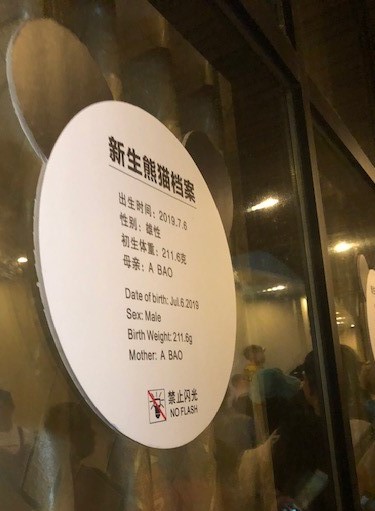 新生熊猫档案
出生时间：2019.7.6
性别：雄性
初生体重：211.6克
母亲：A BAO
Date of birth: Jul.6.2019
Sex: Male
Birth Weight: 211.6g
Mother: A BAO
禁止闪光
NO FLASH